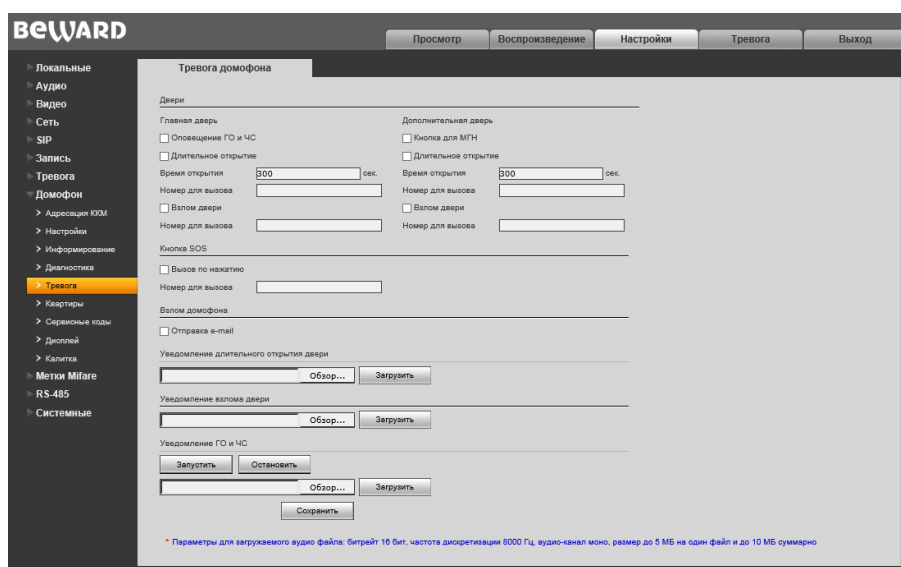 BEWARD
Просмотр Воспроизведение Настройки Тревога Выход
Локальные
Аудио
Видео
Сеть
SIP
Запись
Тревога
Домофон
Адресация ККМ
Настройки
Информирование
Диагностика
Тревога
Квартиры
Сервисные коды
Дисплей
Калитка
Метки Mifare
RS-485
Системные
Тревога домофона
Двери
Главная дверь Дополнительная дверь
Оповещение ГО и ЧС Кнопка для МГН
Длительное открытие Длительное открытие
Время открытия 300 сек. Время открытия 300 сек.
Номер для вызова Номер для вызова
Взлом двери Взлом двери
Номер для вызова Номер для вызова
Кнопка SOS
Вызов по нажатию
Номер для вызова
Взлом домофона
Отправка e-mail
Уведомление длительного открытия двери
Обзор... Загрузить
Уведомление взлома двери
Обзор... Загрузить
Уведомление ГО и ЧС
Запустить Остановить
Обзор... Загрузить
Сохранить
* Параметры для загружаемого аудио файла: битрейт 16 бит, частота дискретизации 8000 Гц, аудио-канал моно, размер до 5 МБ на один файл и до 10 МБ суммарно